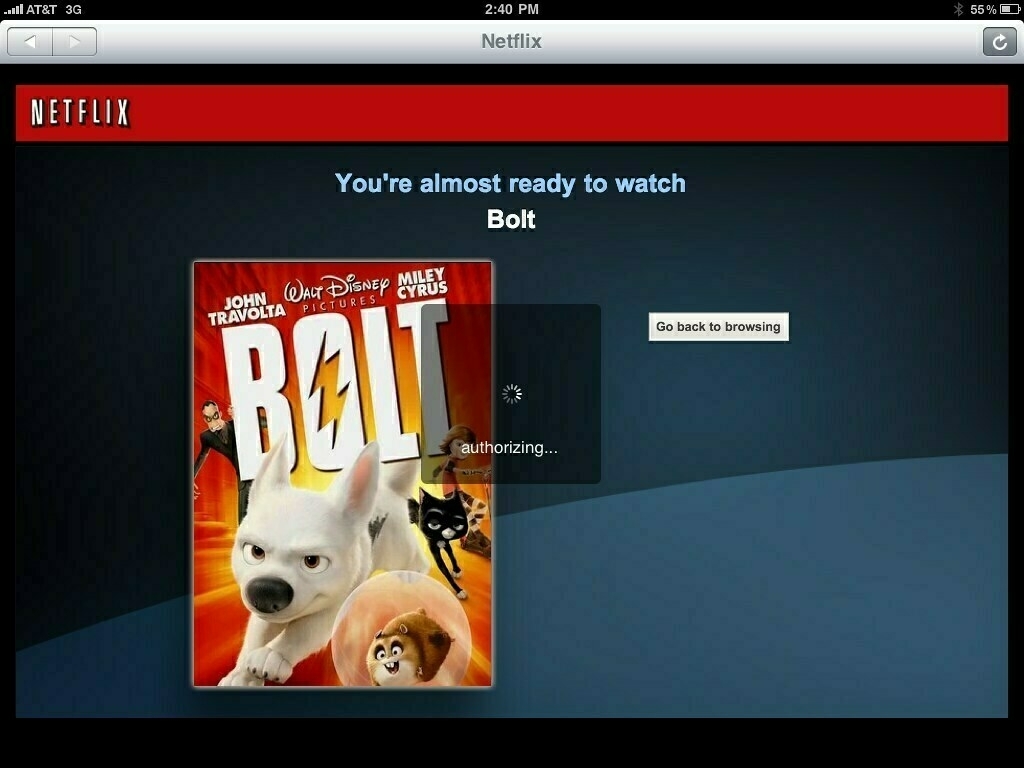 AT&T 3G 2:40 PM 55%
Netflix
NETFLIX
You're almost ready to watch
Bolt
JOHN TRAVOLTA
WALT DISNEY PICTURES
MILEY CYRUS
BOLT
Go back to browsing
authorizing...